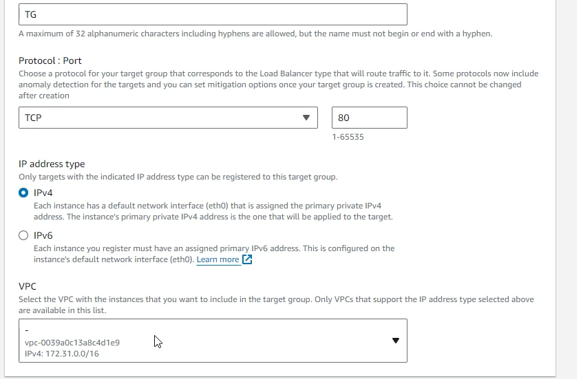 TG
A maximum of 32 alphanumeric characters including hyphens are allowed, but the name must not begin or end with a hyphen.
Protocol : Port
Choose a protocol for your target group that corresponds to the Load Balancer type that will route traffic to it. Some protocols now include
anomaly detection for the targets and you can set mitigation options once your target group is created. This choice cannot be changed
after creation
TCP
80
1-65535
IP address type
Only targets with the indicated IP address type can be registered to this target group.
IPv4
Each instance has a default network interface (eth0) that is assigned the primary private IPv4
address. The instance's primary private IPv4 address is the one that will be applied to the target.
IPv6
Each instance you register must have an assigned primary IPv6 address. This is configured on the
instance's default network interface (eth0). Learn more
VPC
Select the VPC with the instances that you want to include in the target group. Only VPCs that support the IP address type selected above
are available in this list.
-
vpc-0039a0c13a8c4d1e9
IPv4: 172.31.0.0/16